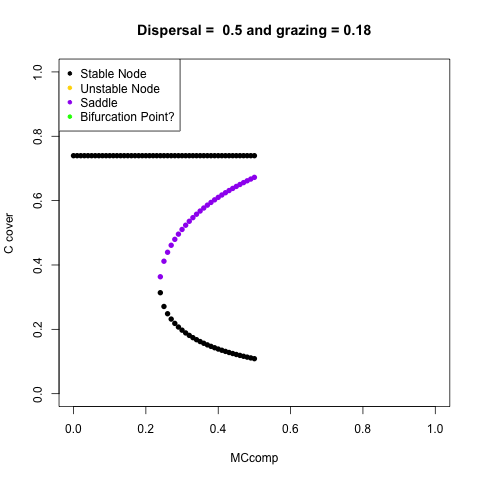 Dispersal =  0.5 and grazing = 0.18
Stable Node
Unstable Node
Saddle
Bifurcation Point?
C cover
1.0
0.8
0.6
0.4
0.2
0.0
0.0 0.2 0.4 0.6 0.8 1.0
MCcomp